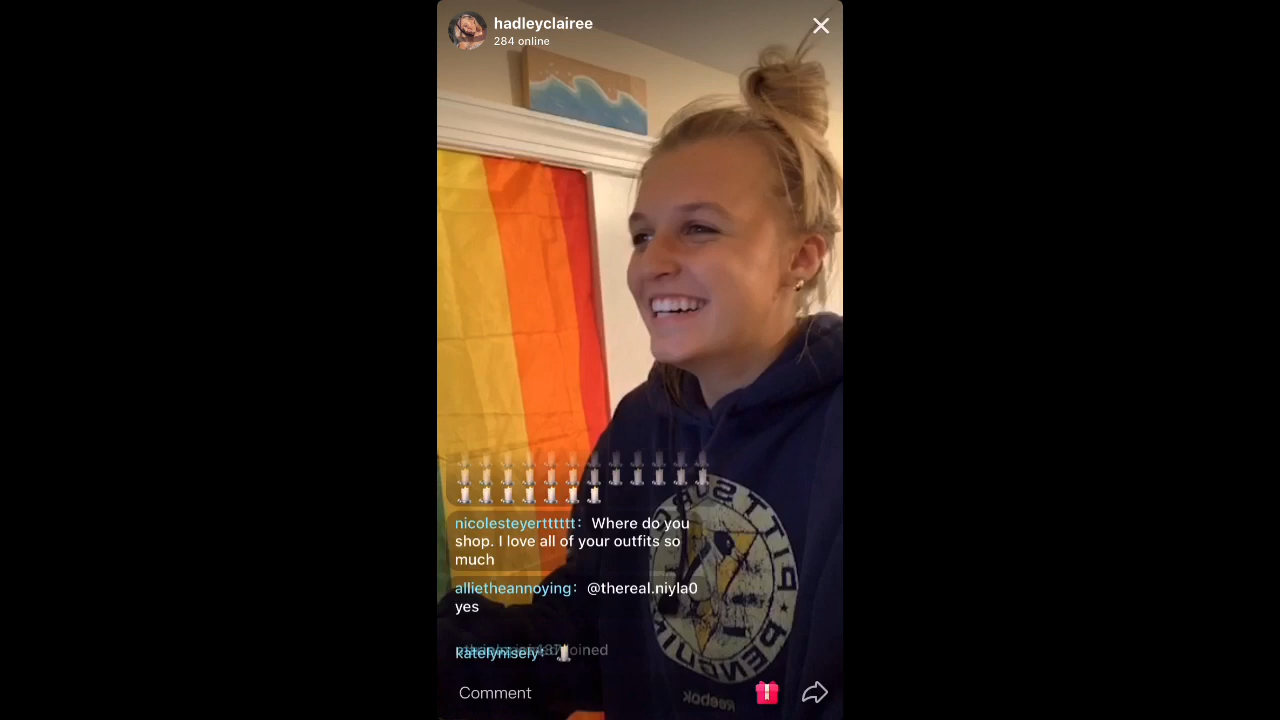 hadleyclairee
284 online
nicolesteyertttttt: Where do you
shop. I love all of your outfits so
much
allietheannoying: @thereal.niyla0
yes
joined
katelynisely:
PITTSBURGH
PENGUINS
Reebok
Comment